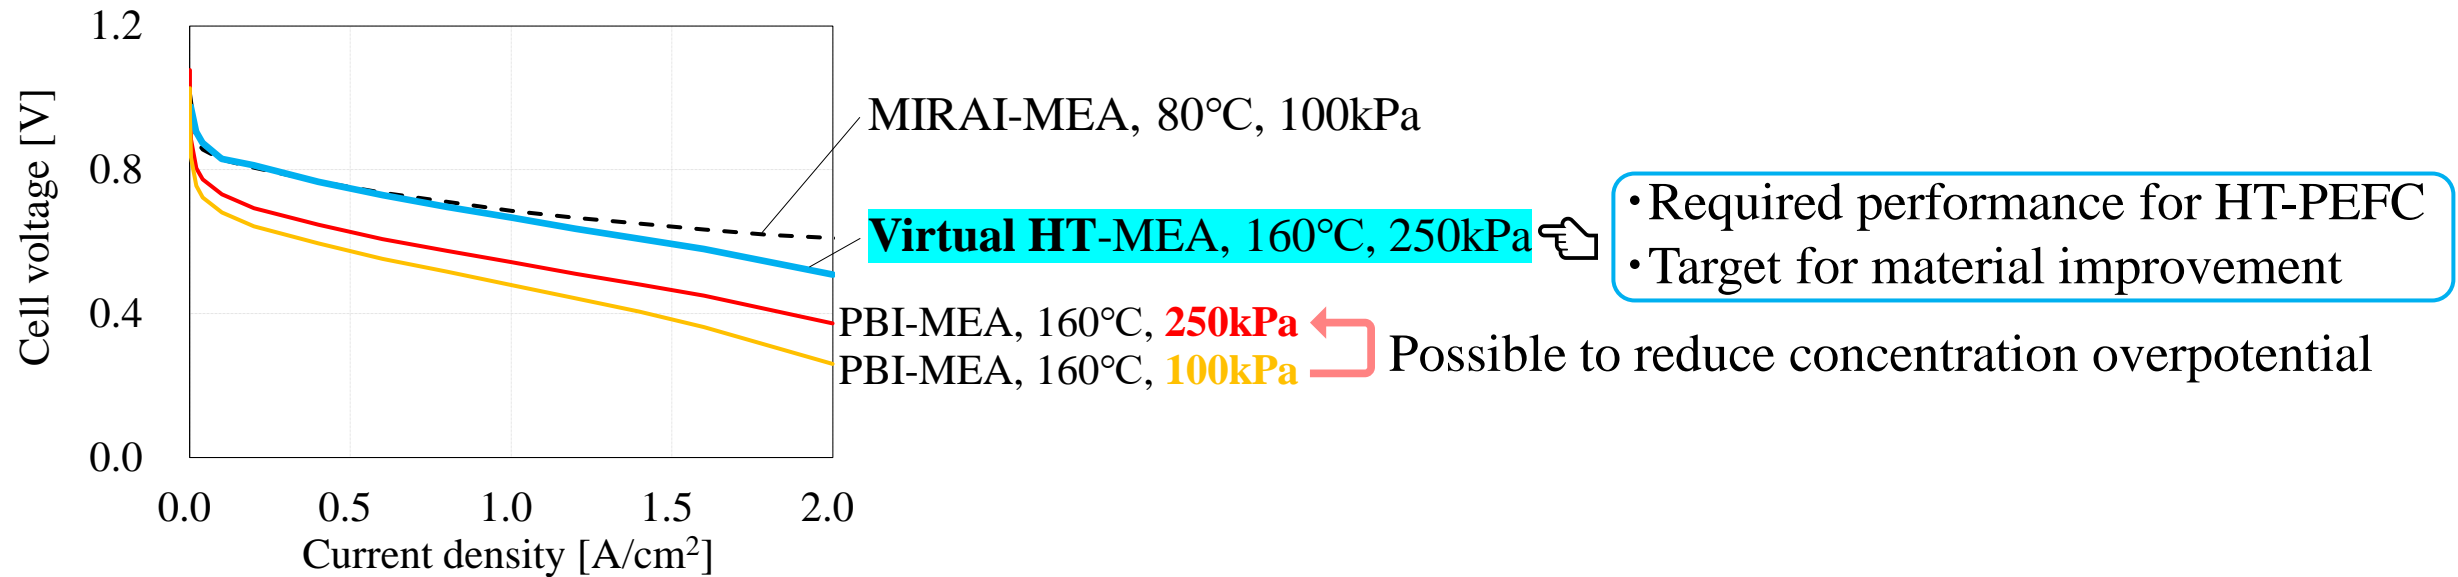 1.2
0.8
0.4
0.0
Cell voltage [V]
0.0 0.5 1.0 1.5 2.0
Current density [A/cm²]
MIRAI-MEA, 80℃, 100kPa
Virtual HT-MEA, 160℃, 250kPa
・Required performance for HT-PEFC
・Target for material improvement
PBI-MEA, 160℃, 250kPa
PBI-MEA, 160℃, 100kPa
Possible to reduce concentration overpotential